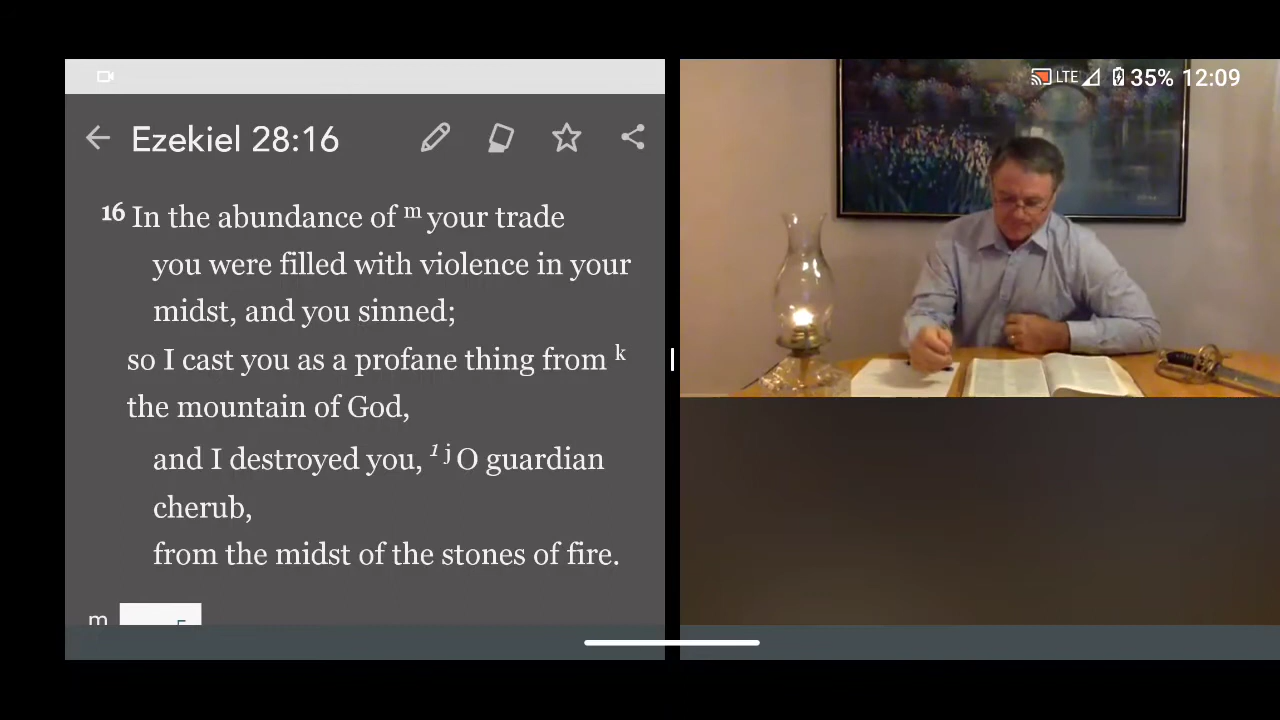 LTE 35% 12:09
Ezekiel 28:16
16 In the abundance of m your trade
you were filled with violence in your
midst, and you sinned;
so I cast you as a profane thing from k
the mountain of God,
and I destroyed you, 1 j O guardian
cherub,
from the midst of the stones of fire.
m